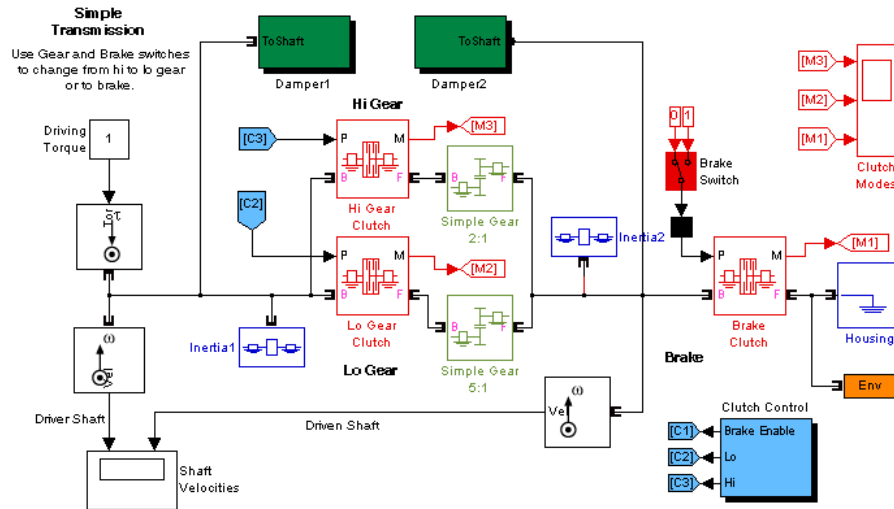 Simple
Transmission
Use Gear and Brake switches
to change from hi to lo gear
or to brake.
ToShaft
Damper1
ToShaft
Damper2
Driving
Torque
1
Hi Gear
[C3]
P
M
B
F
[M3]
Hi Gear
Clutch
Simple Gear
2:1
[C2]
P
M
B
F
[M2]
Lo Gear
Clutch
Lo Gear
B
F
Simple Gear
5:1
B
F
Inertia1
Inertia2
0
1
Brake
Switch
[M3]
[M2]
[M1]
Clutch
Modes
P
M
B
F
[M1]
Brake
Clutch
Brake
Housing
Env
Tor
τ
ω
Vel
Driver Shaft
Driven Shaft
Vel
ω
Shaft
Velocities
Clutch Control
[C1]
Brake Enable
[C2]
Lo
[C3]
Hi